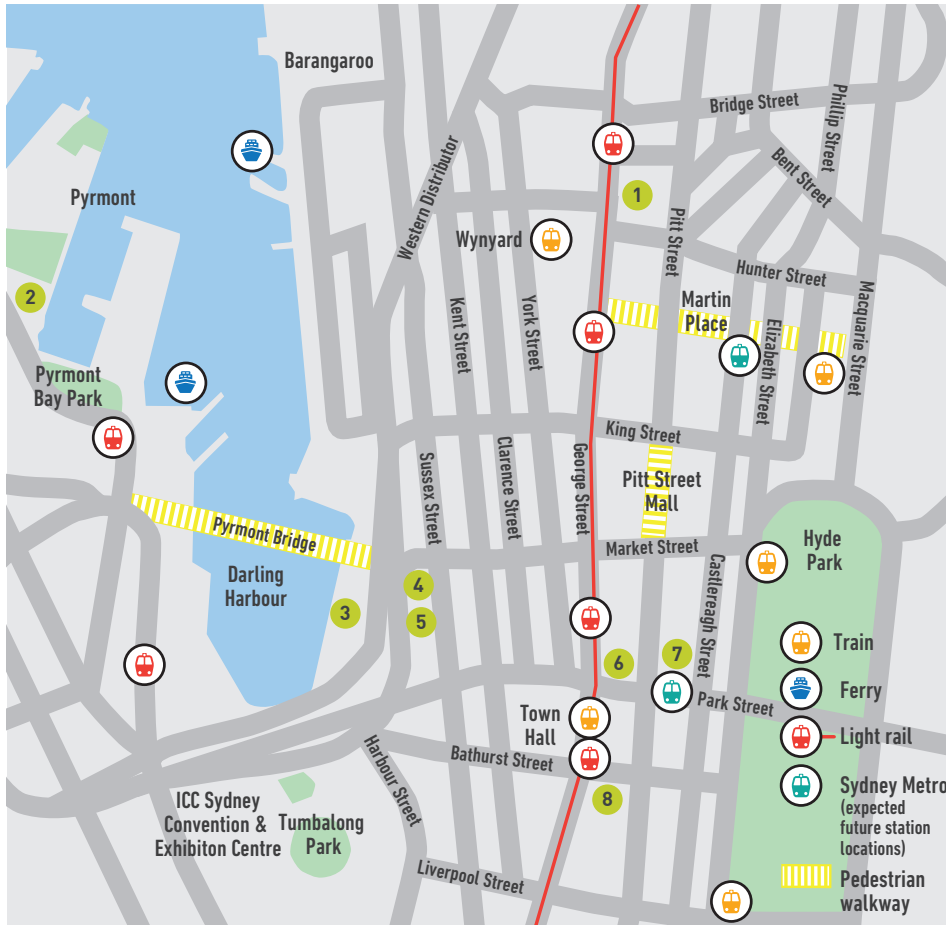 Barangaroo
Bridge Street
Phillip Street
Western Distributor
Bent Street
Pyrmont
1
Pitt Street
Wynyard
Hunter Street
2
Martin
Place
Macquarie Street
Kent Street
York Street
Elizabeth Street
Pyrmont
Bay Park
King Street
Sussex Street
Clarence Street
George Street
Pitt Street
Mall
Pyrmont Bridge
Market Street
Hyde
Park
Darling
Harbour
4
3
5
Castlereagh Street
6
7
Train
Ferry
Park Street
Town
Hall
Light rail
Harbour Street
Bathurst Street
8
ICC Sydney
Convention &
Exhibiton Centre
Tumbalong
Park
Sydney Metro
(expected
future station
locations)
Liverpool Street
Pedestrian
walkway